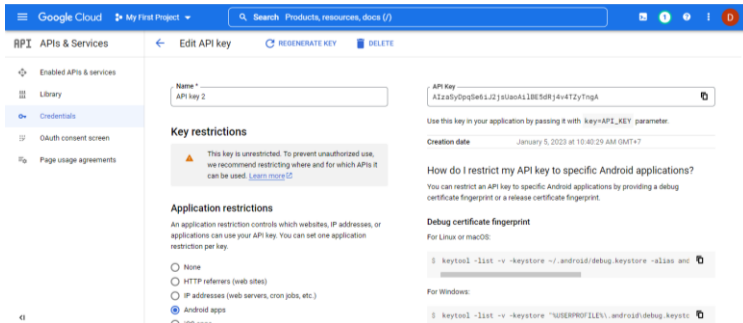 Google Cloud My First Project Search Products, resources, docs (/) 1 D
API APIs & Services Edit API key REGENERATE KEY DELETE
Enabled APIs & services
Library
Credentials
OAuth consent screen
Page usage agreements
Name *
API key 2
Key restrictions
This key is unrestricted. To prevent unauthorized use,
we recommend restricting where and for which APIs it
can be used. Learn more
Application restrictions
An application restriction controls which websites, IP addresses, or
applications can use your API key. You can set one application
restriction per key.
None
HTTP referrers (web sites)
IP addresses (web servers, cron jobs, etc.)
Android apps
API Key
Use this key in your application by passing it with key=API_KEY parameter.
Creation date January 5, 2023 at 10:40:29 AM GMT+7
How do I restrict my API key to specific Android applications?
You can restrict an API key to specific Android applications by providing a debug
certificate fingerprint or a release certificate fingerprint.
Debug certificate fingerprint
For Linux or macOS:
$ keytool -list -v -keystore ~/.android/debug.keystore -alias anc
For Windows:
$ keytool -list -v -keystore "%USERPROFILE%\.android\debug.keystc